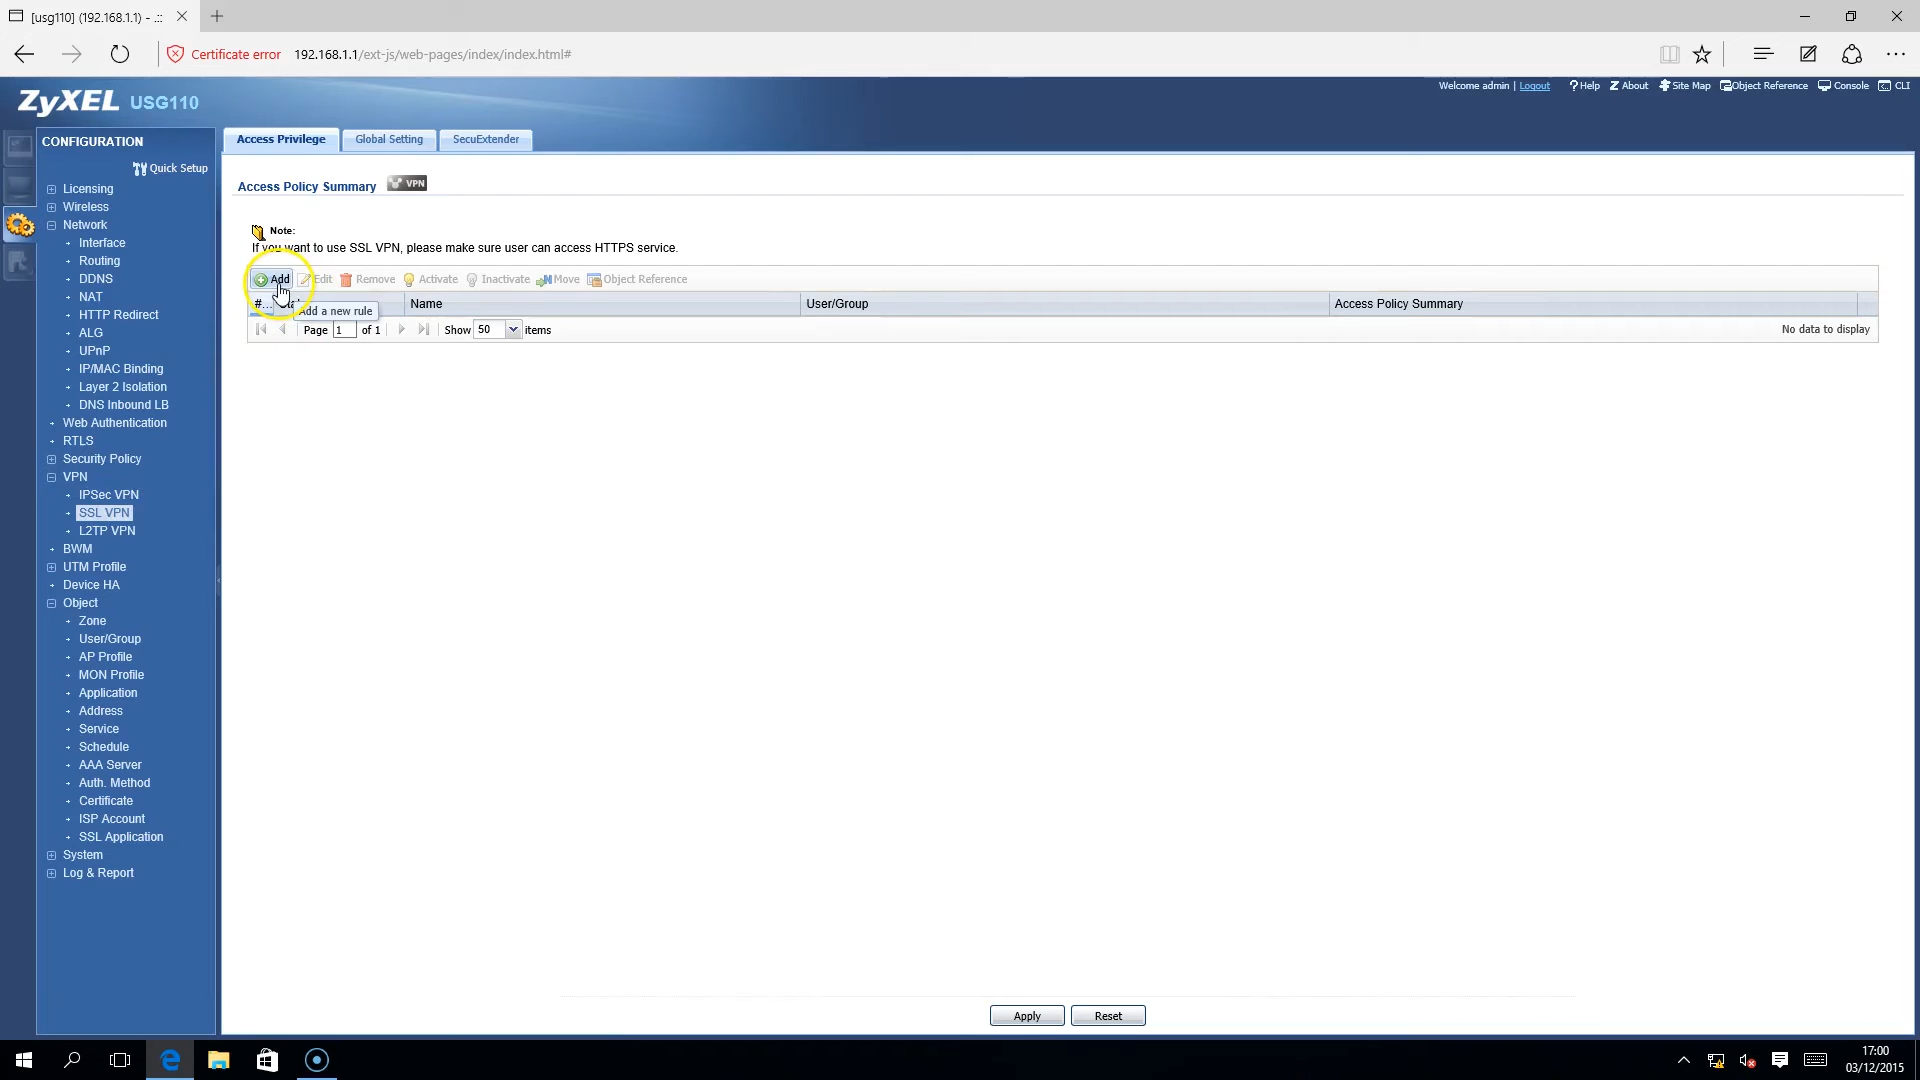 [usg110] (192.168.1.1) - .::
Certificate error 192.168.1.1/ext-js/web-pages/index/index.html#
ZyXEL USG110
Welcome admin | Logout ?Help Z About Site Map Object Reference Console CLI
CONFIGURATION
Quick Setup
Licensing
Wireless
Network
Interface
Routing
DDNS
NAT
HTTP Redirect
ALG
UPnP
IP/MAC Binding
Layer 2 Isolation
DNS Inbound LB
Web Authentication
RTLS
Security Policy
VPN
IPSec VPN
SSL VPN
L2TP VPN
BWM
UTM Profile
Device HA
Object
Zone
User/Group
AP Profile
MON Profile
Application
Address
Service
Schedule
AAA Server
Auth. Method
Certificate
ISP Account
SSL Application
System
Log & Report
Access Privilege Global Setting SecuExtender
Access Policy Summary VPN
Note:
If you want to use SSL VPN, please make sure user can access HTTPS service.
Add Edit Remove Activate Inactivate Move Object Reference
#... Name User/Group Access Policy Summary
Add a new rule
Page 1 of 1 Show 50 items No data to display
Apply Reset
17:00
03/12/2015